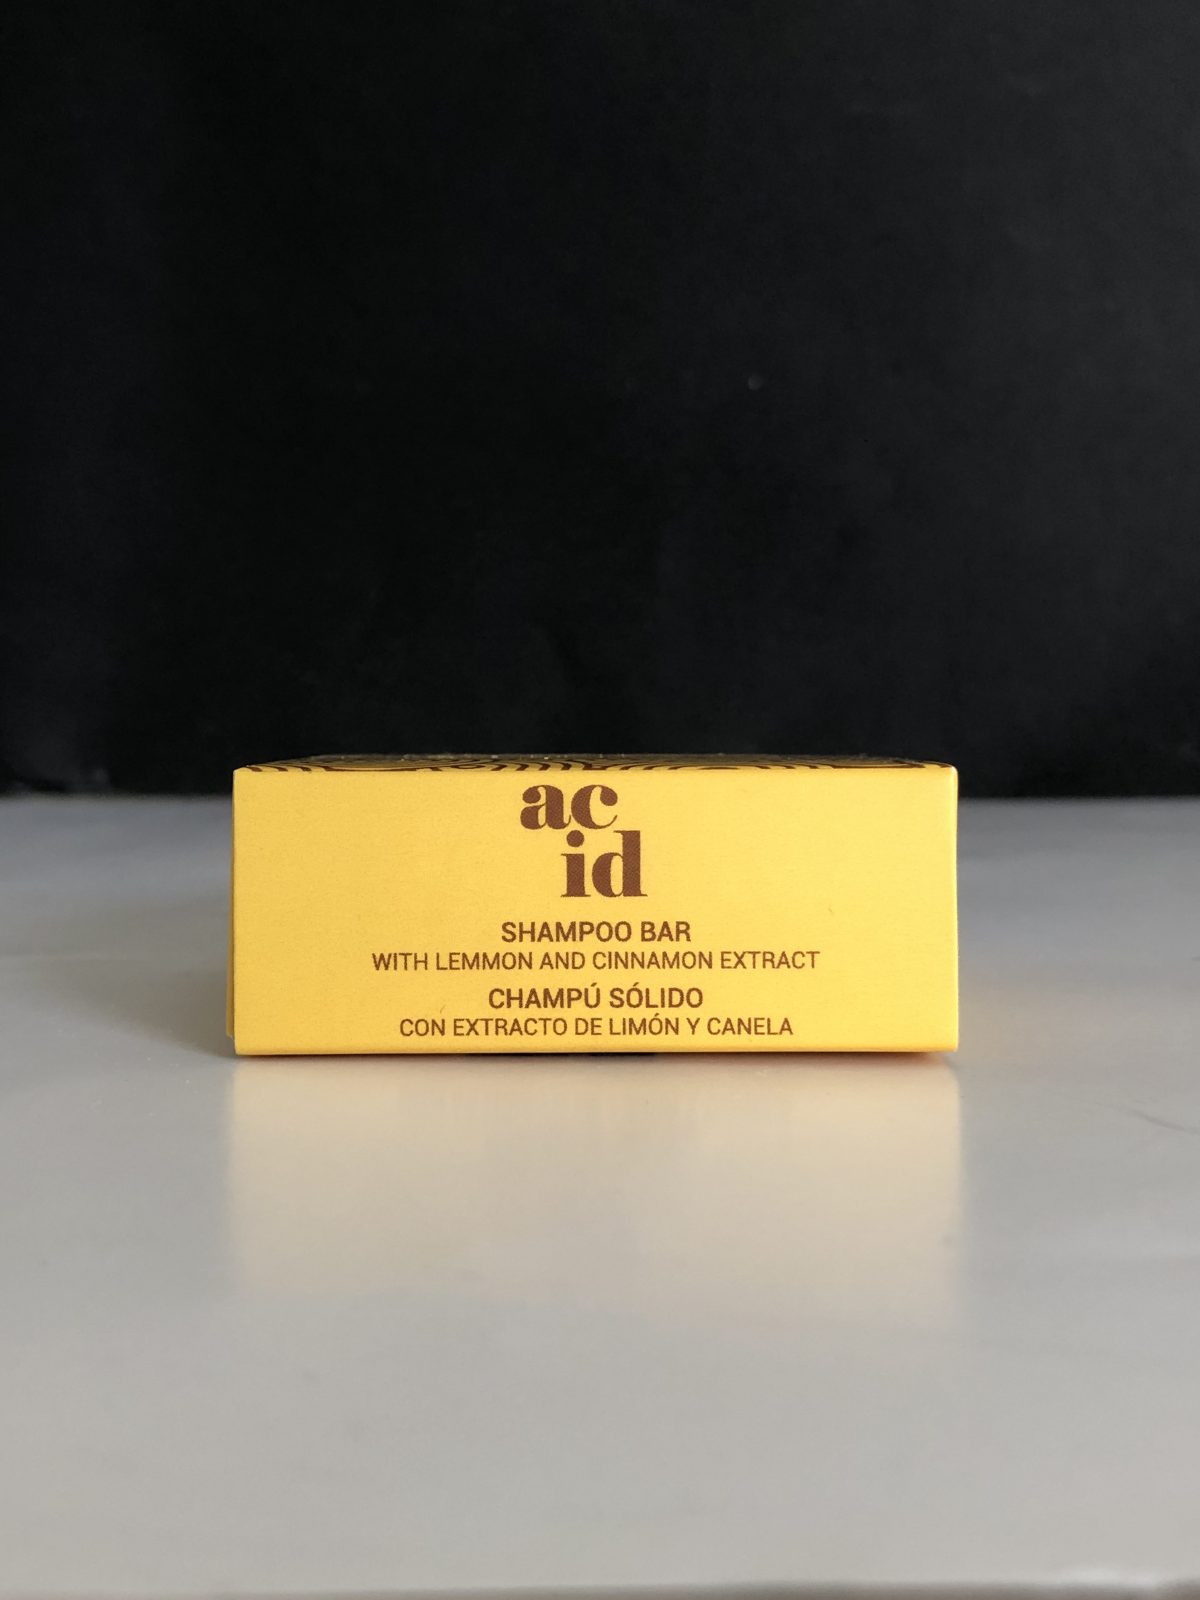 ac
id
SHAMPOO BAR
WITH LEMMON AND CINNAMON EXTRACT
CHAMPÚ SÓLIDO
CON EXTRACTO DE LIMÓN Y CANELA